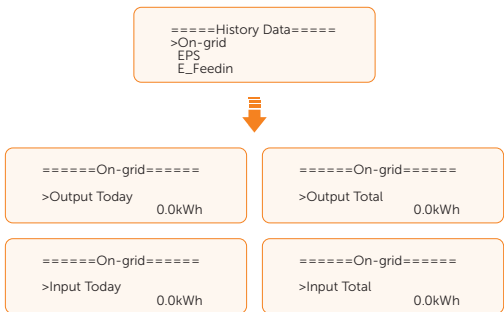 =====History Data=====
>On-grid
EPS
E_Feedin
======On-grid======
>Output Today
0.0kWh
======On-grid======
>Output Total
0.0kWh
======On-grid======
>Input Today
0.0kWh
======On-grid======
>Input Total
0.0kWh